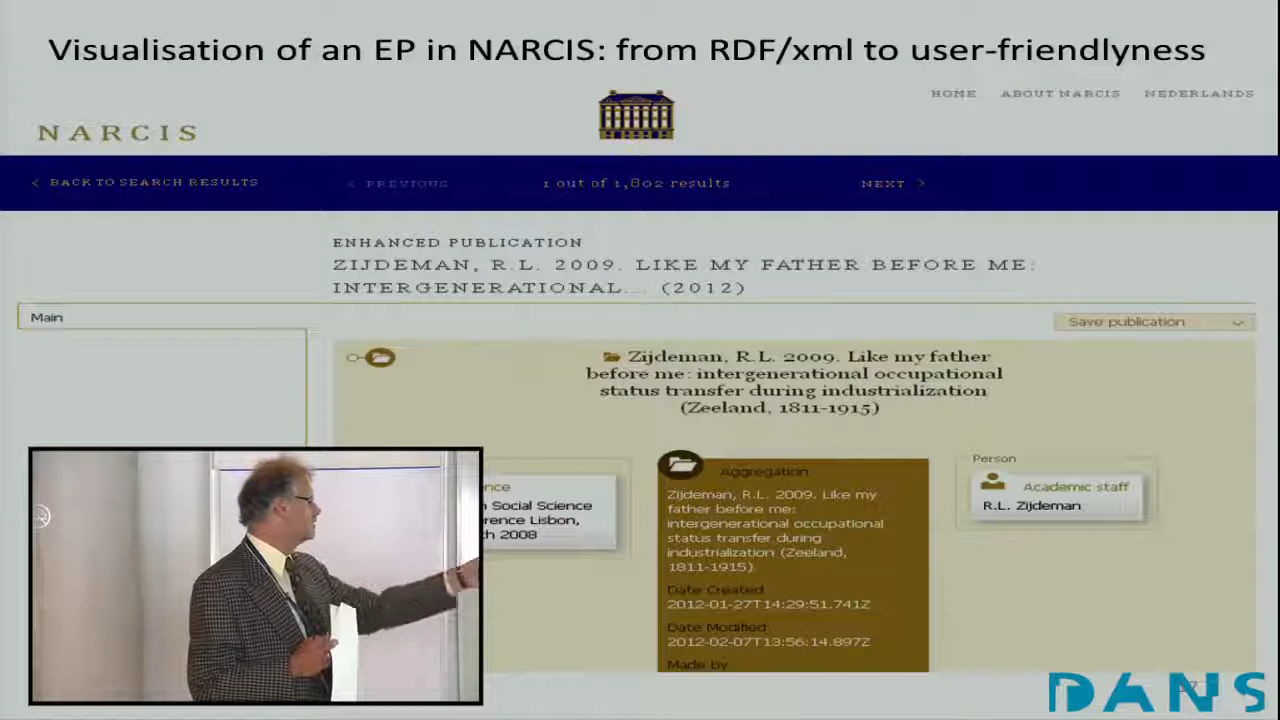 Visualisation of an EP in NARCIS: from RDF/xml to user-friendlyness
HOME ABOUT NARCIS NEDERLANDS
NARCIS
< BACK TO SEARCH RESULTS < PREVIOUS 1 out of 1,802 results NEXT >
ENHANCED PUBLICATION
ZIJDEMAN, R.L. 2009. LIKE MY FATHER BEFORE ME:
INTERGENERATIONAL... (2012)
Main
Save publication
Zijdeman, R.L. 2009. Like my father
before me: intergenerational occupational
status transfer during industrialization
(Zeeland, 1811-1915)
ence
Social Science
rence Lisbon,
2008
Aggregation
Zijdeman, R.L. 2009. Like my
father before me:
intergenerational occupational
status transfer during
industrialization (Zeeland,
1811-1915)
Date Created:
2012-01-27T14:29:51.741Z
Date Modified:
2012-02-07T13:56:14.897Z
Made by
Person
Academic staff
R.L. Zijdeman
DANS